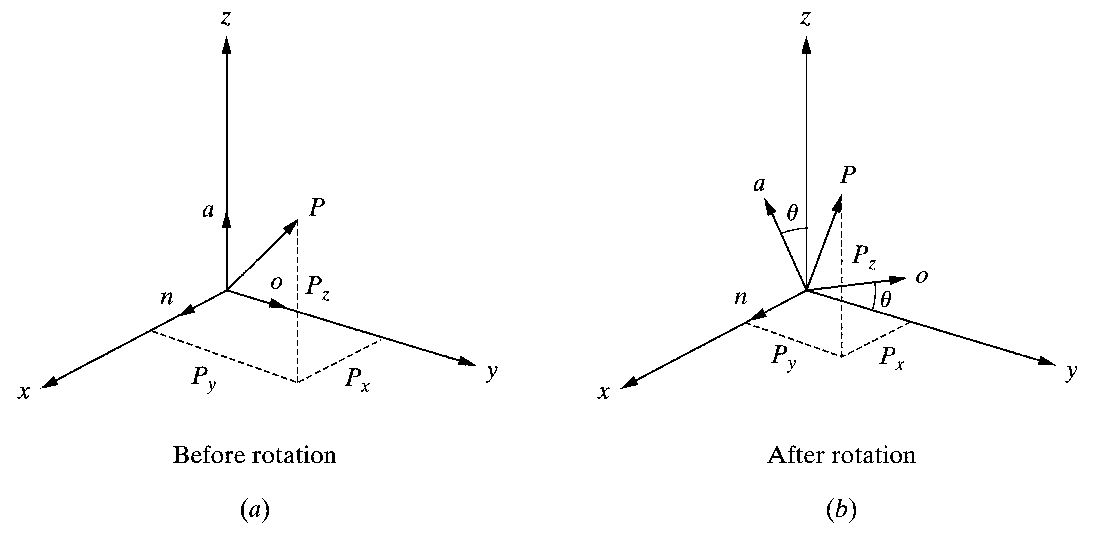 z
a
P
n
o
P_z
x
P_y
P_x
y
Before rotation
(a)
z
a
θ
P
P_z
o
n
θ
P_y
P_x
x
y
After rotation
(b)